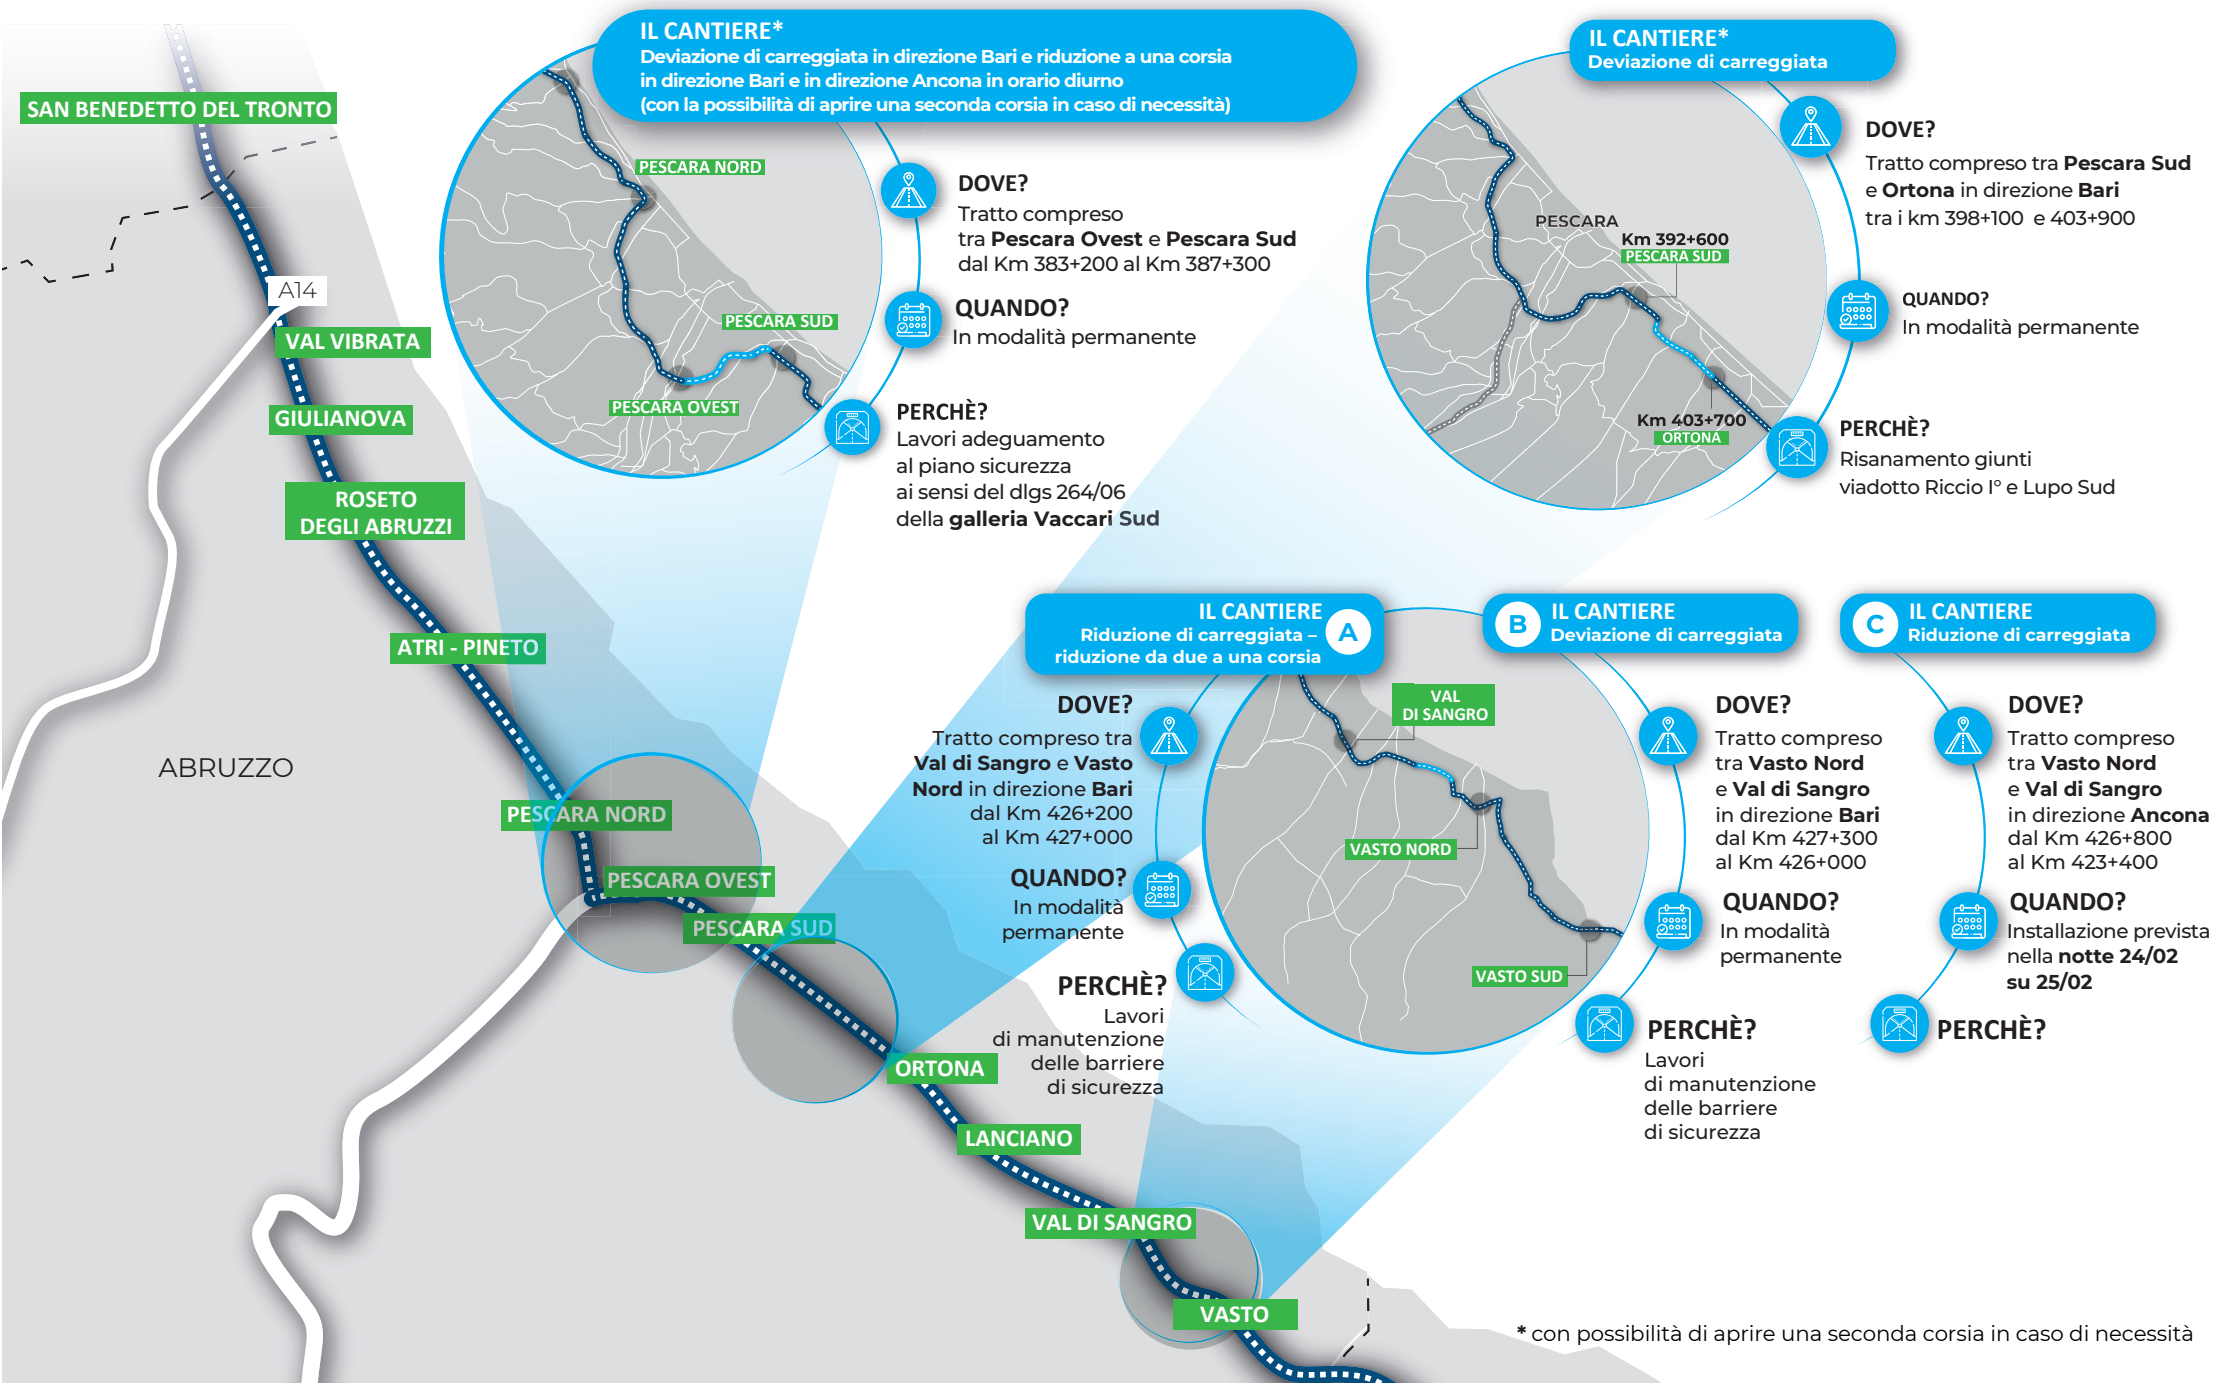 IL CANTIERE*
Deviazione di carreggiata in direzione Bari e riduzione a una corsia
in direzione Bari e in direzione Ancona in orario diurno
(con la possibilità di aprire una seconda corsia in caso di necessità)
PESCARA NORD
PESCARA SUD
PESCARA OVEST
DOVE?
Tratto compreso
tra Pescara Ovest e Pescara Sud
dal Km 383+200 al Km 387+300
QUANDO?
In modalità permanente
PERCHÈ?
Lavori adeguamento
al piano sicurezza
ai sensi del dlgs 264/06
della galleria Vaccari Sud
IL CANTIERE*
Deviazione di carreggiata
PESCARA
Km 392+600
PESCARA SUD
Km 403+700
ORTONA
DOVE?
Tratto compreso tra Pescara Sud
e Ortona in direzione Bari
tra i km 398+100 e 403+900
QUANDO?
In modalità permanente
PERCHÈ?
Risanamento giunti
viadotto Riccio I° e Lupo Sud
SAN BENEDETTO DEL TRONTO
A14
VAL VIBRATA
GIULIANOVA
ROSETO
DEGLI ABRUZZI
ATRI - PINETO
ABRUZZO
PESCARA NORD
PESCARA OVEST
PESCARA SUD
ORTONA
LANCIANO
VAL DI SANGRO
VASTO
IL CANTIERE
Riduzione di carreggiata –
riduzione da due a una corsia
A
DOVE?
Tratto compreso tra
Val di Sangro e Vasto
Nord in direzione Bari
dal Km 426+200
al Km 427+000
QUANDO?
In modalità
permanente
PERCHÈ?
Lavori
di manutenzione
delle barriere
di sicurezza
VAL
DI SANGRO
VASTO NORD
VASTO SUD
B
IL CANTIERE
Deviazione di carreggiata
DOVE?
Tratto compreso
tra Vasto Nord
e Val di Sangro
in direzione Bari
dal Km 427+300
al Km 426+000
QUANDO?
In modalità
permanente
PERCHÈ?
Lavori
di manutenzione
delle barriere
di sicurezza
C
IL CANTIERE
Riduzione di carreggiata
DOVE?
Tratto compreso
tra Vasto Nord
e Val di Sangro
in direzione Ancona
dal Km 426+800
al Km 423+400
QUANDO?
Installazione prevista
nella notte 24/02
su 25/02
PERCHÈ?
* con possibilità di aprire una seconda corsia in caso di necessità